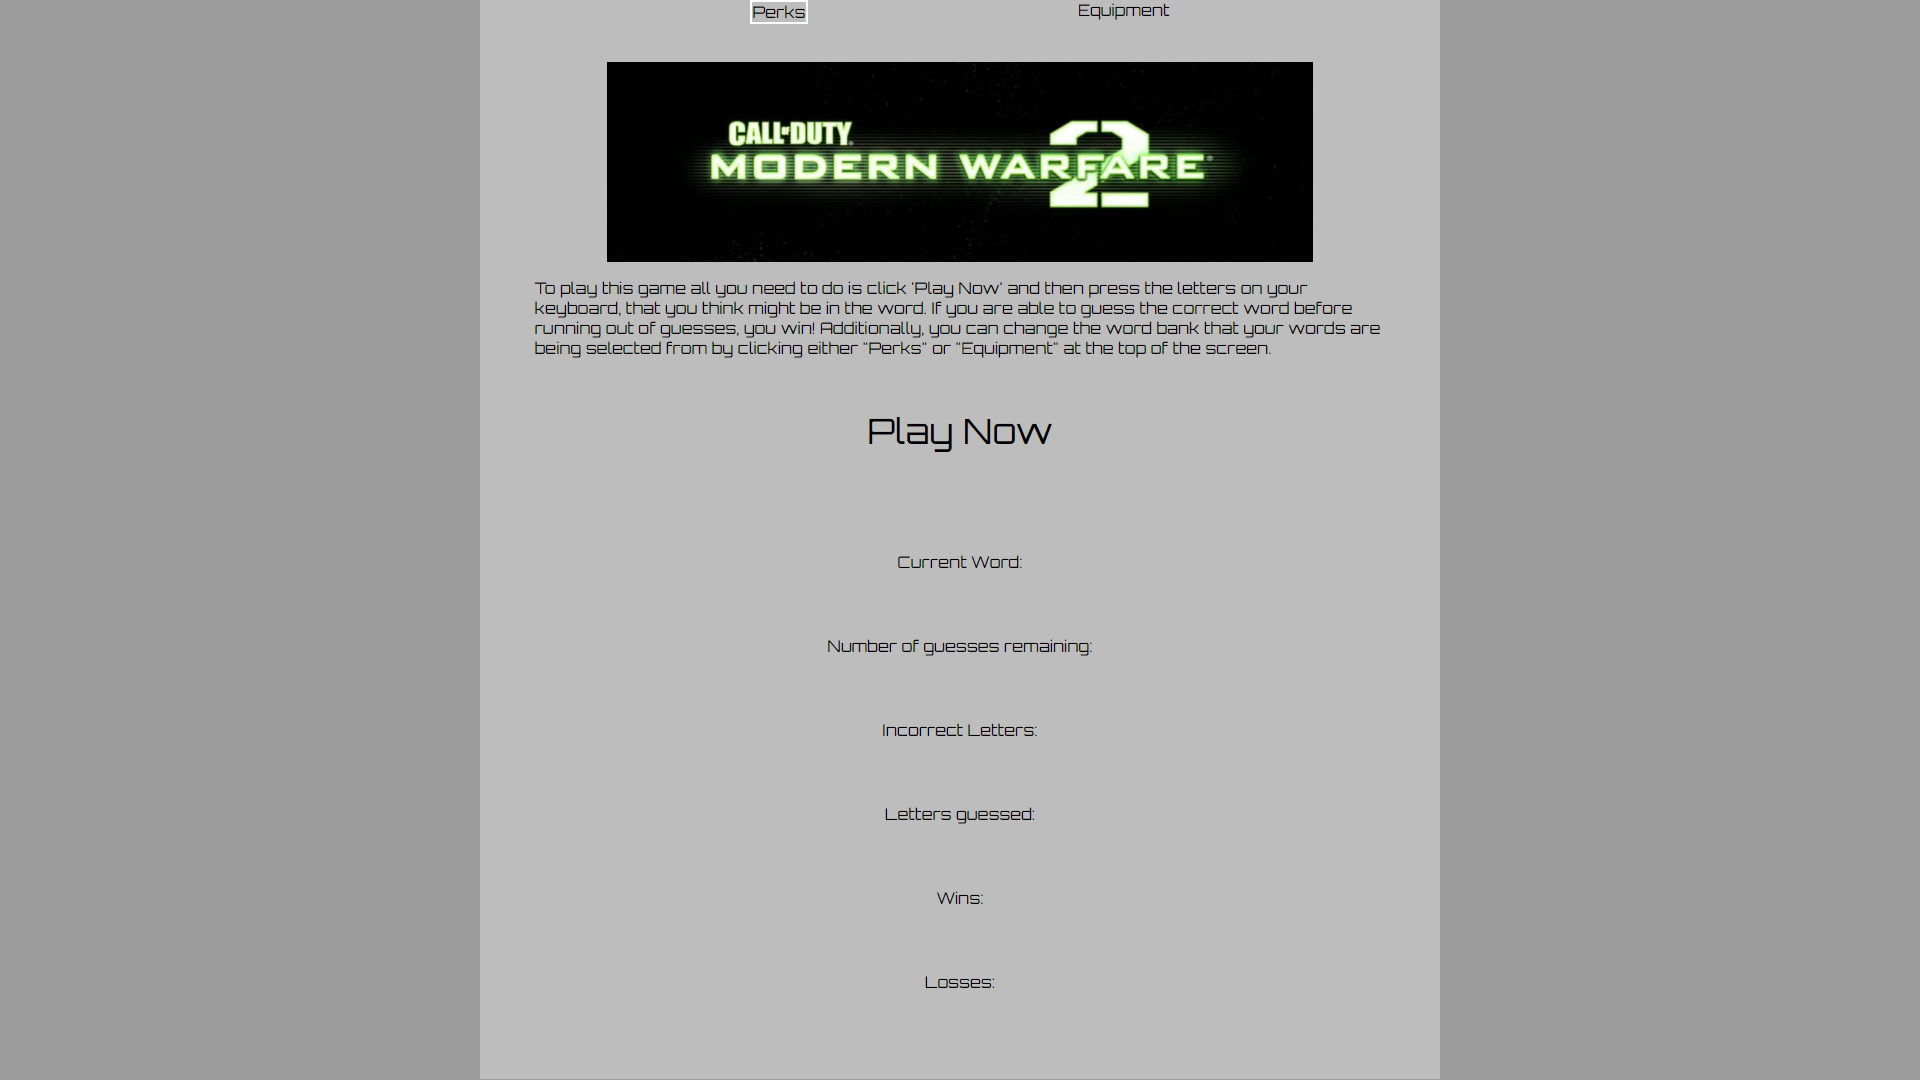 Perks
Equipment
CALL OF DUTY
MODERN WARFARE 2
To play this game all you need to do is click 'Play Now' and then press the letters on your
keyboard, that you think might be in the word. If you are able to guess the correct word before
running out of guesses, you win! Additionally, you can change the word bank that your words are
being selected from by clicking either "Perks" or "Equipment" at the top of the screen.
Play Now
Current Word:
Number of guesses remaining:
Incorrect Letters:
Letters guessed:
Wins:
Losses: